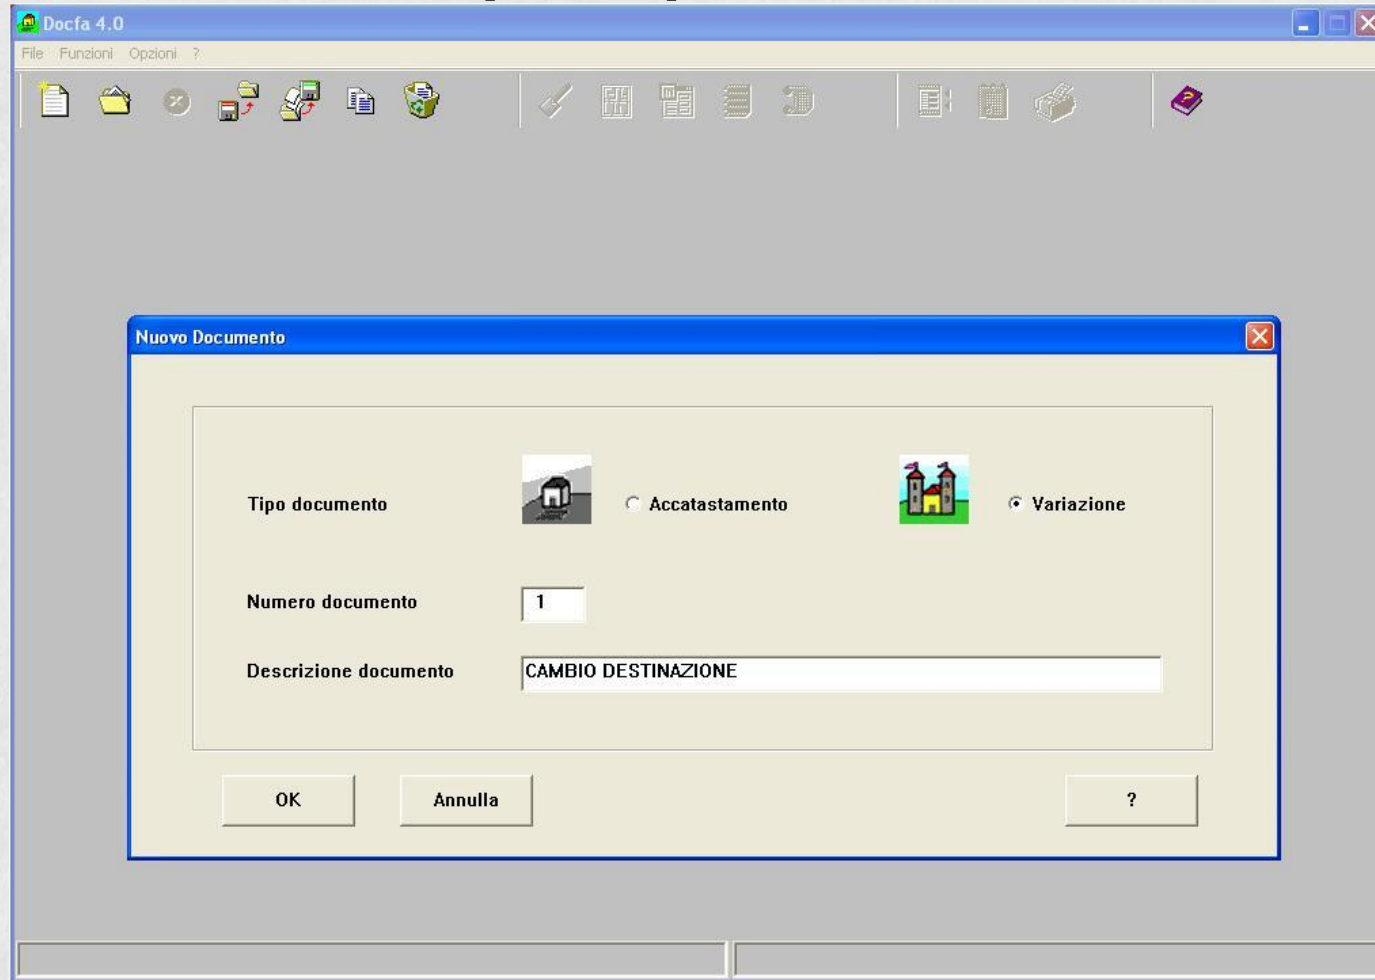 Docfa 4.0
File Funzioni Opzioni ?
Nuovo Documento
Tipo documento Accatastamento Variazione
Numero documento 1
Descrizione documento CAMBIO DESTINAZIONE
OK Annulla ?